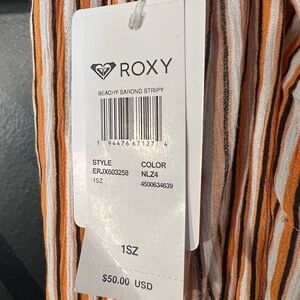 ROXY
BEACHY SARONG STRIPY
1 94476 67127 4
STYLE COLOR
ERJX603258 NLZ4
1SZ 4500634639
1SZ
$50.00 USD